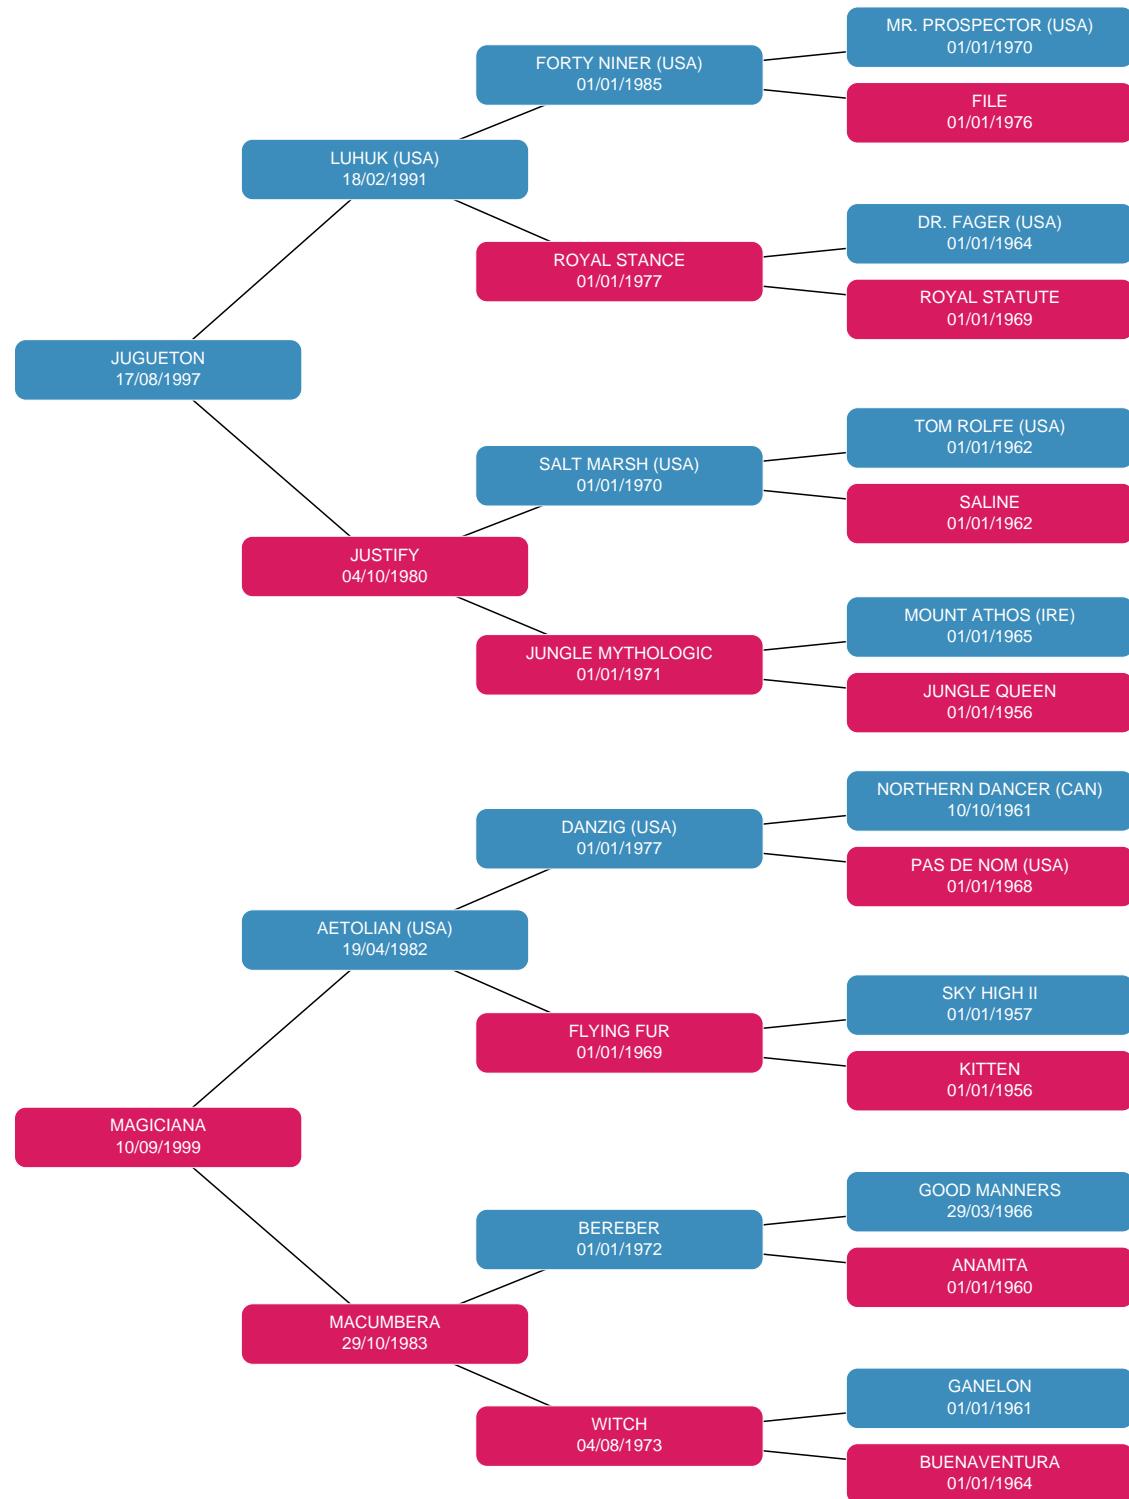 MR. PROSPECTOR (USA)
01/01/1970
FORTY NINER (USA)
01/01/1985
FILE
01/01/1976
LUHUK (USA)
18/02/1991
DR. FAGER (USA)
01/01/1964
ROYAL STANCE
01/01/1977
ROYAL STATUTE
01/01/1969
JUGUETON
17/08/1997
TOM ROLFE (USA)
01/01/1962
SALT MARSH (USA)
01/01/1970
SALINE
01/01/1962
JUSTIFY
04/10/1980
MOUNT ATHOS (IRE)
01/01/1965
JUNGLE MYTHOLOGIC
01/01/1971
JUNGLE QUEEN
01/01/1956
NORTHERN DANCER (CAN)
10/10/1961
DANZIG (USA)
01/01/1977
PAS DE NOM (USA)
01/01/1968
AETOLIAN (USA)
19/04/1982
SKY HIGH II
01/01/1957
FLYING FUR
01/01/1969
KITTEN
01/01/1956
MAGICIANA
10/09/1999
GOOD MANNERS
29/03/1966
BEREBER
01/01/1972
ANAMITA
01/01/1960
MACUMBERA
29/10/1983
GANELON
01/01/1961
WITCH
04/08/1973
BUENAVENTURA
01/01/1964